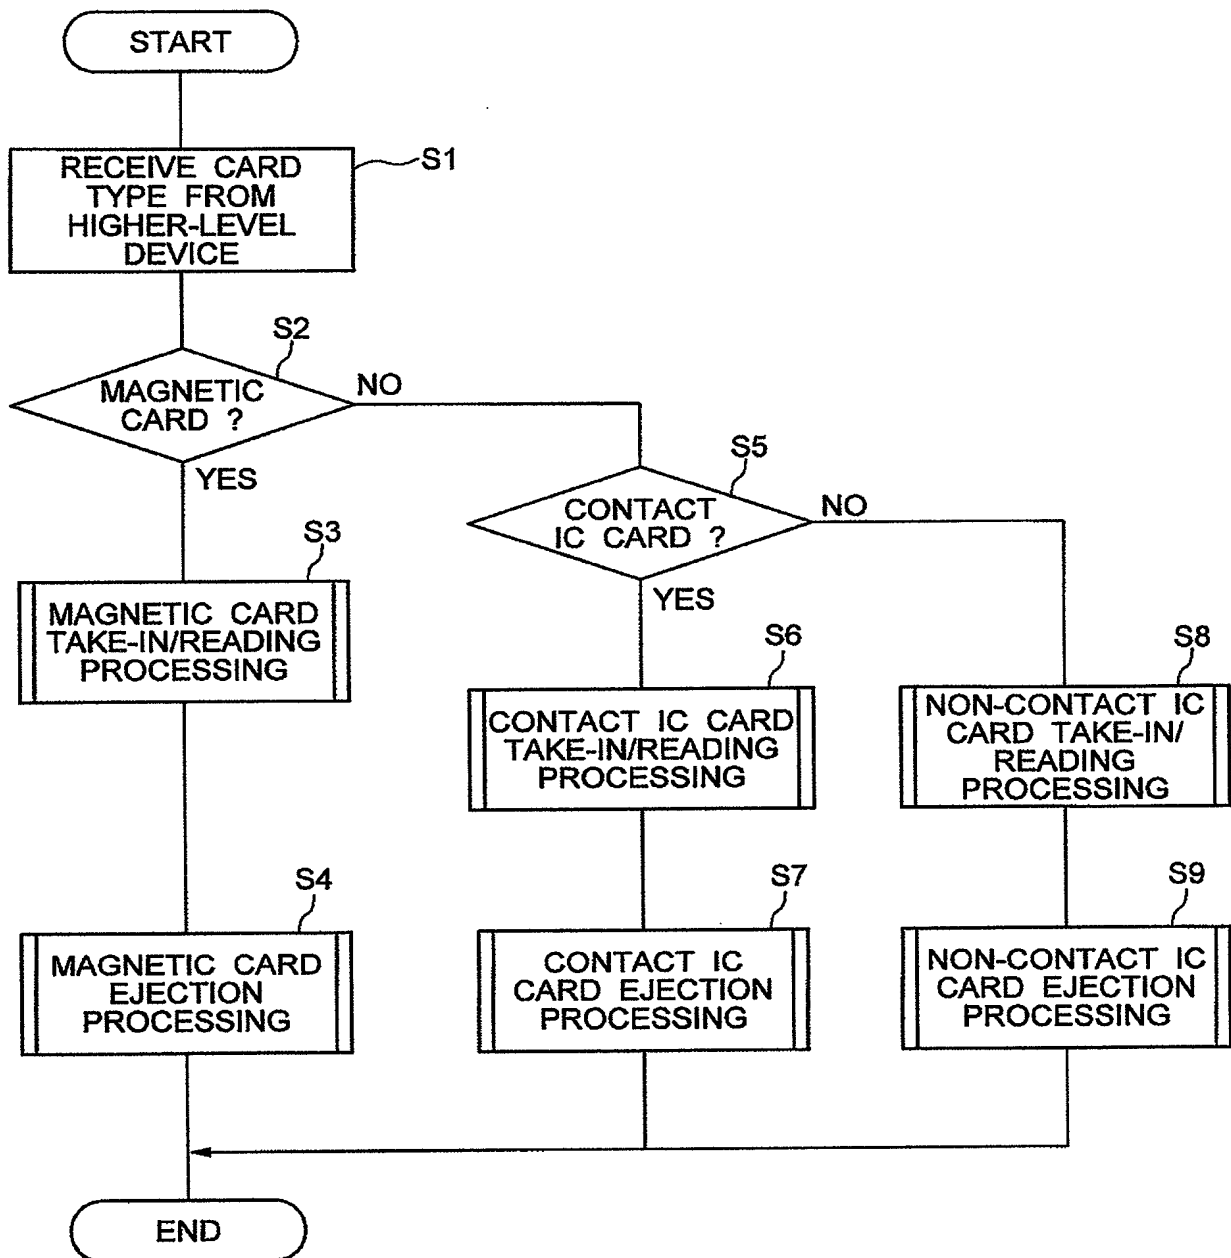 START
RECEIVE CARD
TYPE FROM
HIGHER-LEVEL
DEVICE
S1
S2
MAGNETIC
CARD ?
NO
YES
S5
CONTACT
IC CARD ?
NO
YES
S3
MAGNETIC CARD
TAKE-IN/READING
PROCESSING
S6
CONTACT IC CARD
TAKE-IN/READING
PROCESSING
S8
NON-CONTACT IC
CARD TAKE-IN/
READING
PROCESSING
S4
MAGNETIC CARD
EJECTION
PROCESSING
S7
CONTACT IC
CARD EJECTION
PROCESSING
S9
NON-CONTACT IC
CARD EJECTION
PROCESSING
END